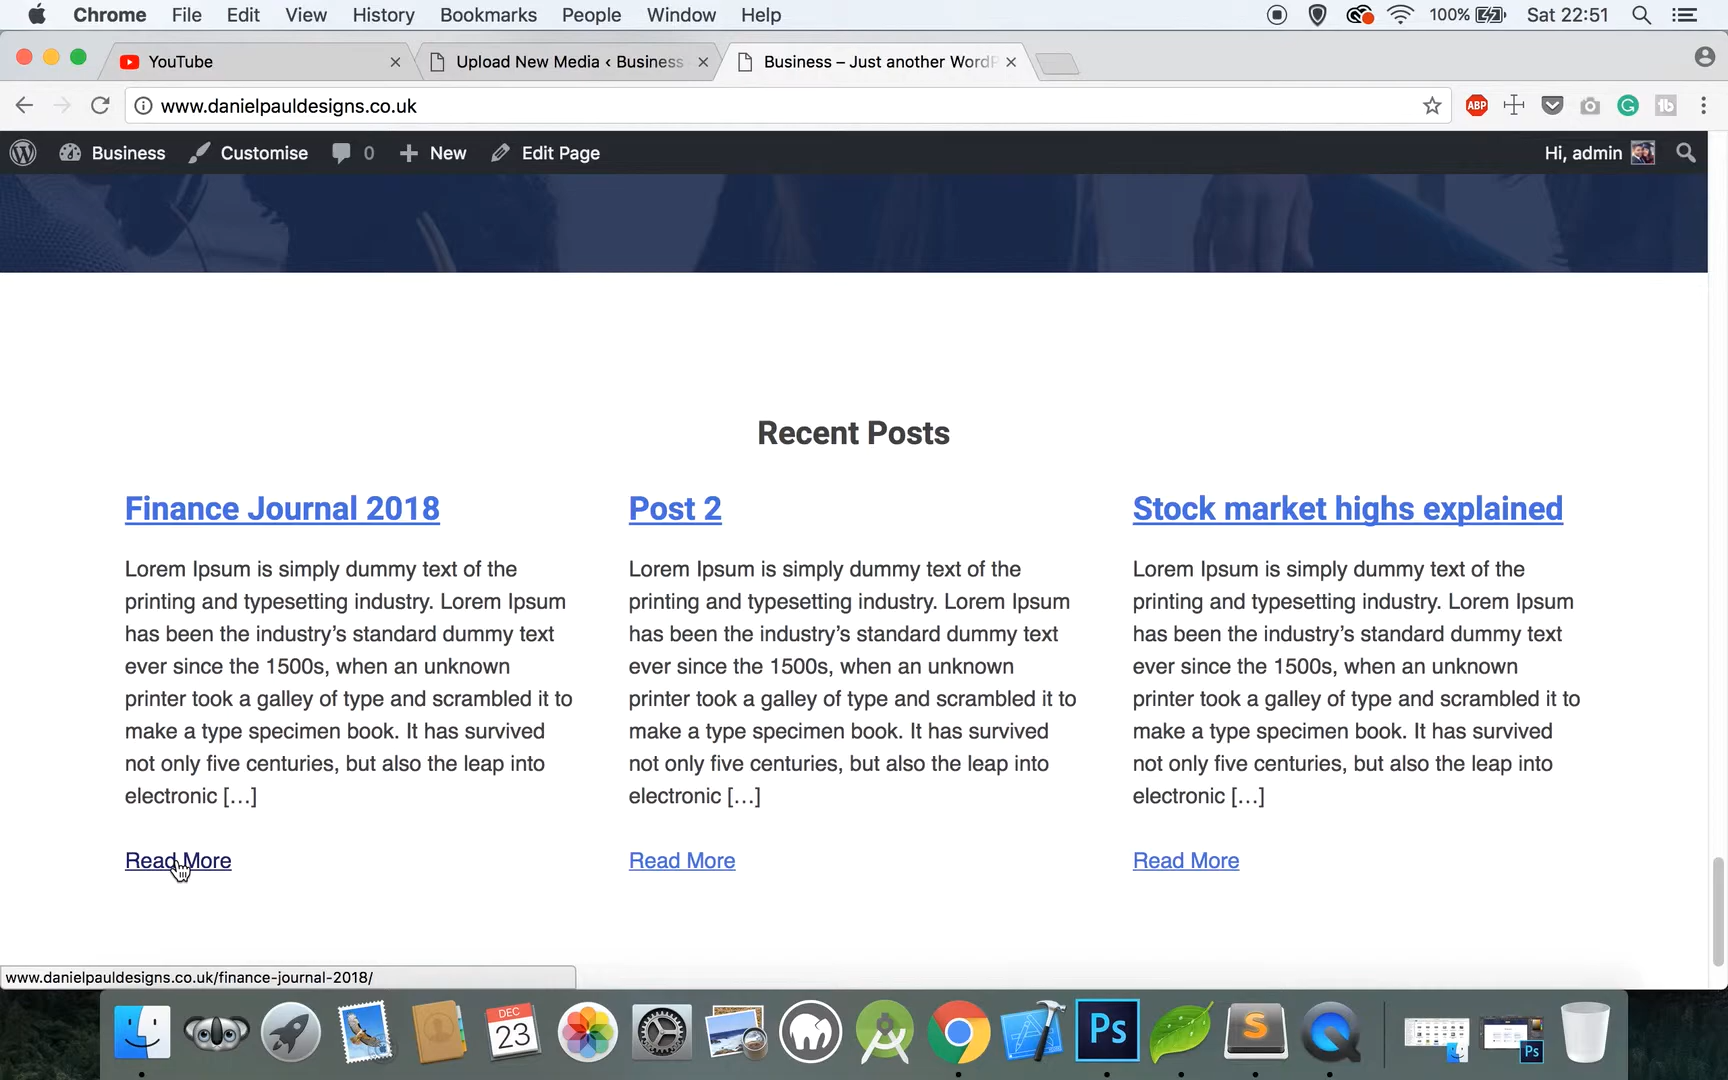 Chrome File Edit View History Bookmarks People Window Help 100% Sat 22:51
YouTube
Upload New Media ‹ Business
Business – Just another WordP
www.danielpauldesigns.co.uk
ABP
Business Customise 0 New Edit Page Hi, admin
Recent Posts
Finance Journal 2018
Lorem Ipsum is simply dummy text of the
printing and typesetting industry. Lorem Ipsum
has been the industry’s standard dummy text
ever since the 1500s, when an unknown
printer took a galley of type and scrambled it to
make a type specimen book. It has survived
not only five centuries, but also the leap into
electronic […]
Read More
Post 2
Lorem Ipsum is simply dummy text of the
printing and typesetting industry. Lorem Ipsum
has been the industry’s standard dummy text
ever since the 1500s, when an unknown
printer took a galley of type and scrambled it to
make a type specimen book. It has survived
not only five centuries, but also the leap into
electronic […]
Read More
Stock market highs explained
Lorem Ipsum is simply dummy text of the
printing and typesetting industry. Lorem Ipsum
has been the industry’s standard dummy text
ever since the 1500s, when an unknown
printer took a galley of type and scrambled it to
make a type specimen book. It has survived
not only five centuries, but also the leap into
electronic […]
Read More
www.danielpauldesigns.co.uk/finance-journal-2018/
DEC
23
Ps
S
Ps